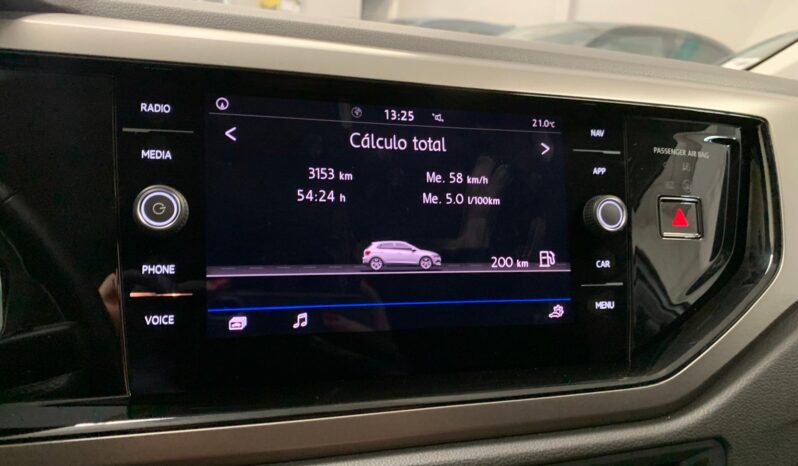 13:25
21.0°C
Cálculo total
3153 km
Me. 58 km/h
54:24 h
Me. 5.0 l/100km
200 km
RADIO
MEDIA
PHONE
VOICE
NAV
APP
CAR
MENU
PASSENGER AIR BAG